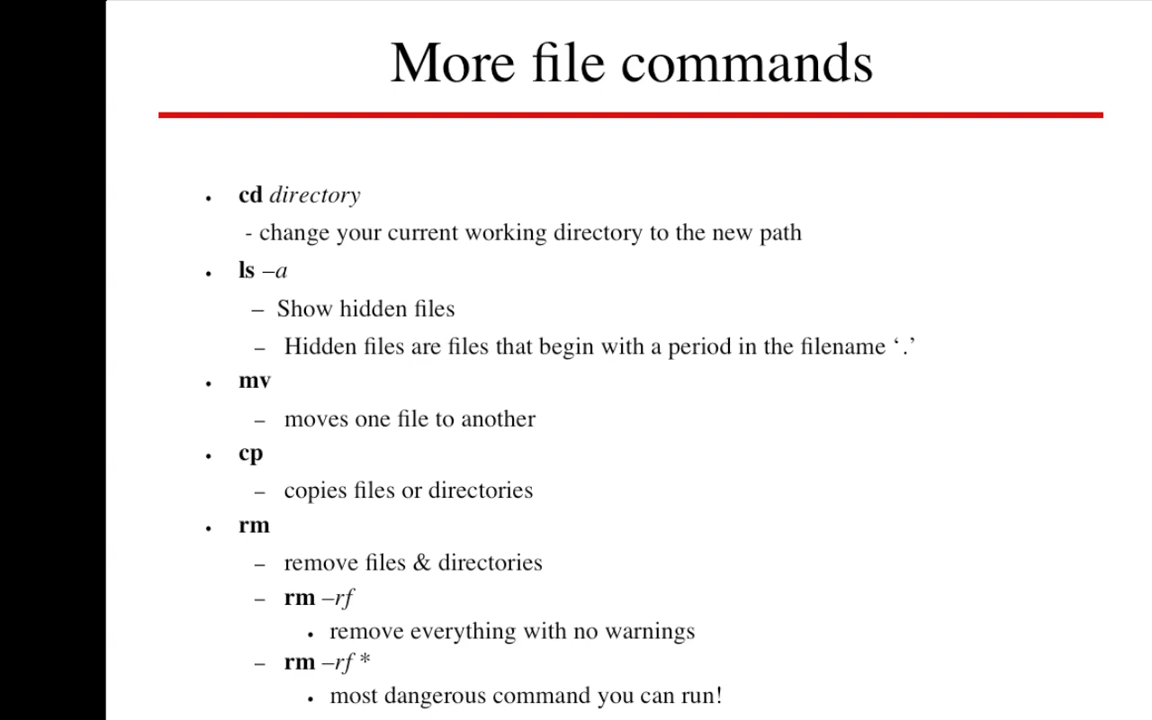 More file commands
• cd directory
- change your current working directory to the new path
• ls –a
– Show hidden files
– Hidden files are files that begin with a period in the filename ‘.’
• mv
– moves one file to another
• cp
– copies files or directories
• rm
– remove files & directories
– rm –rf
• remove everything with no warnings
– rm –rf *
• most dangerous command you can run!